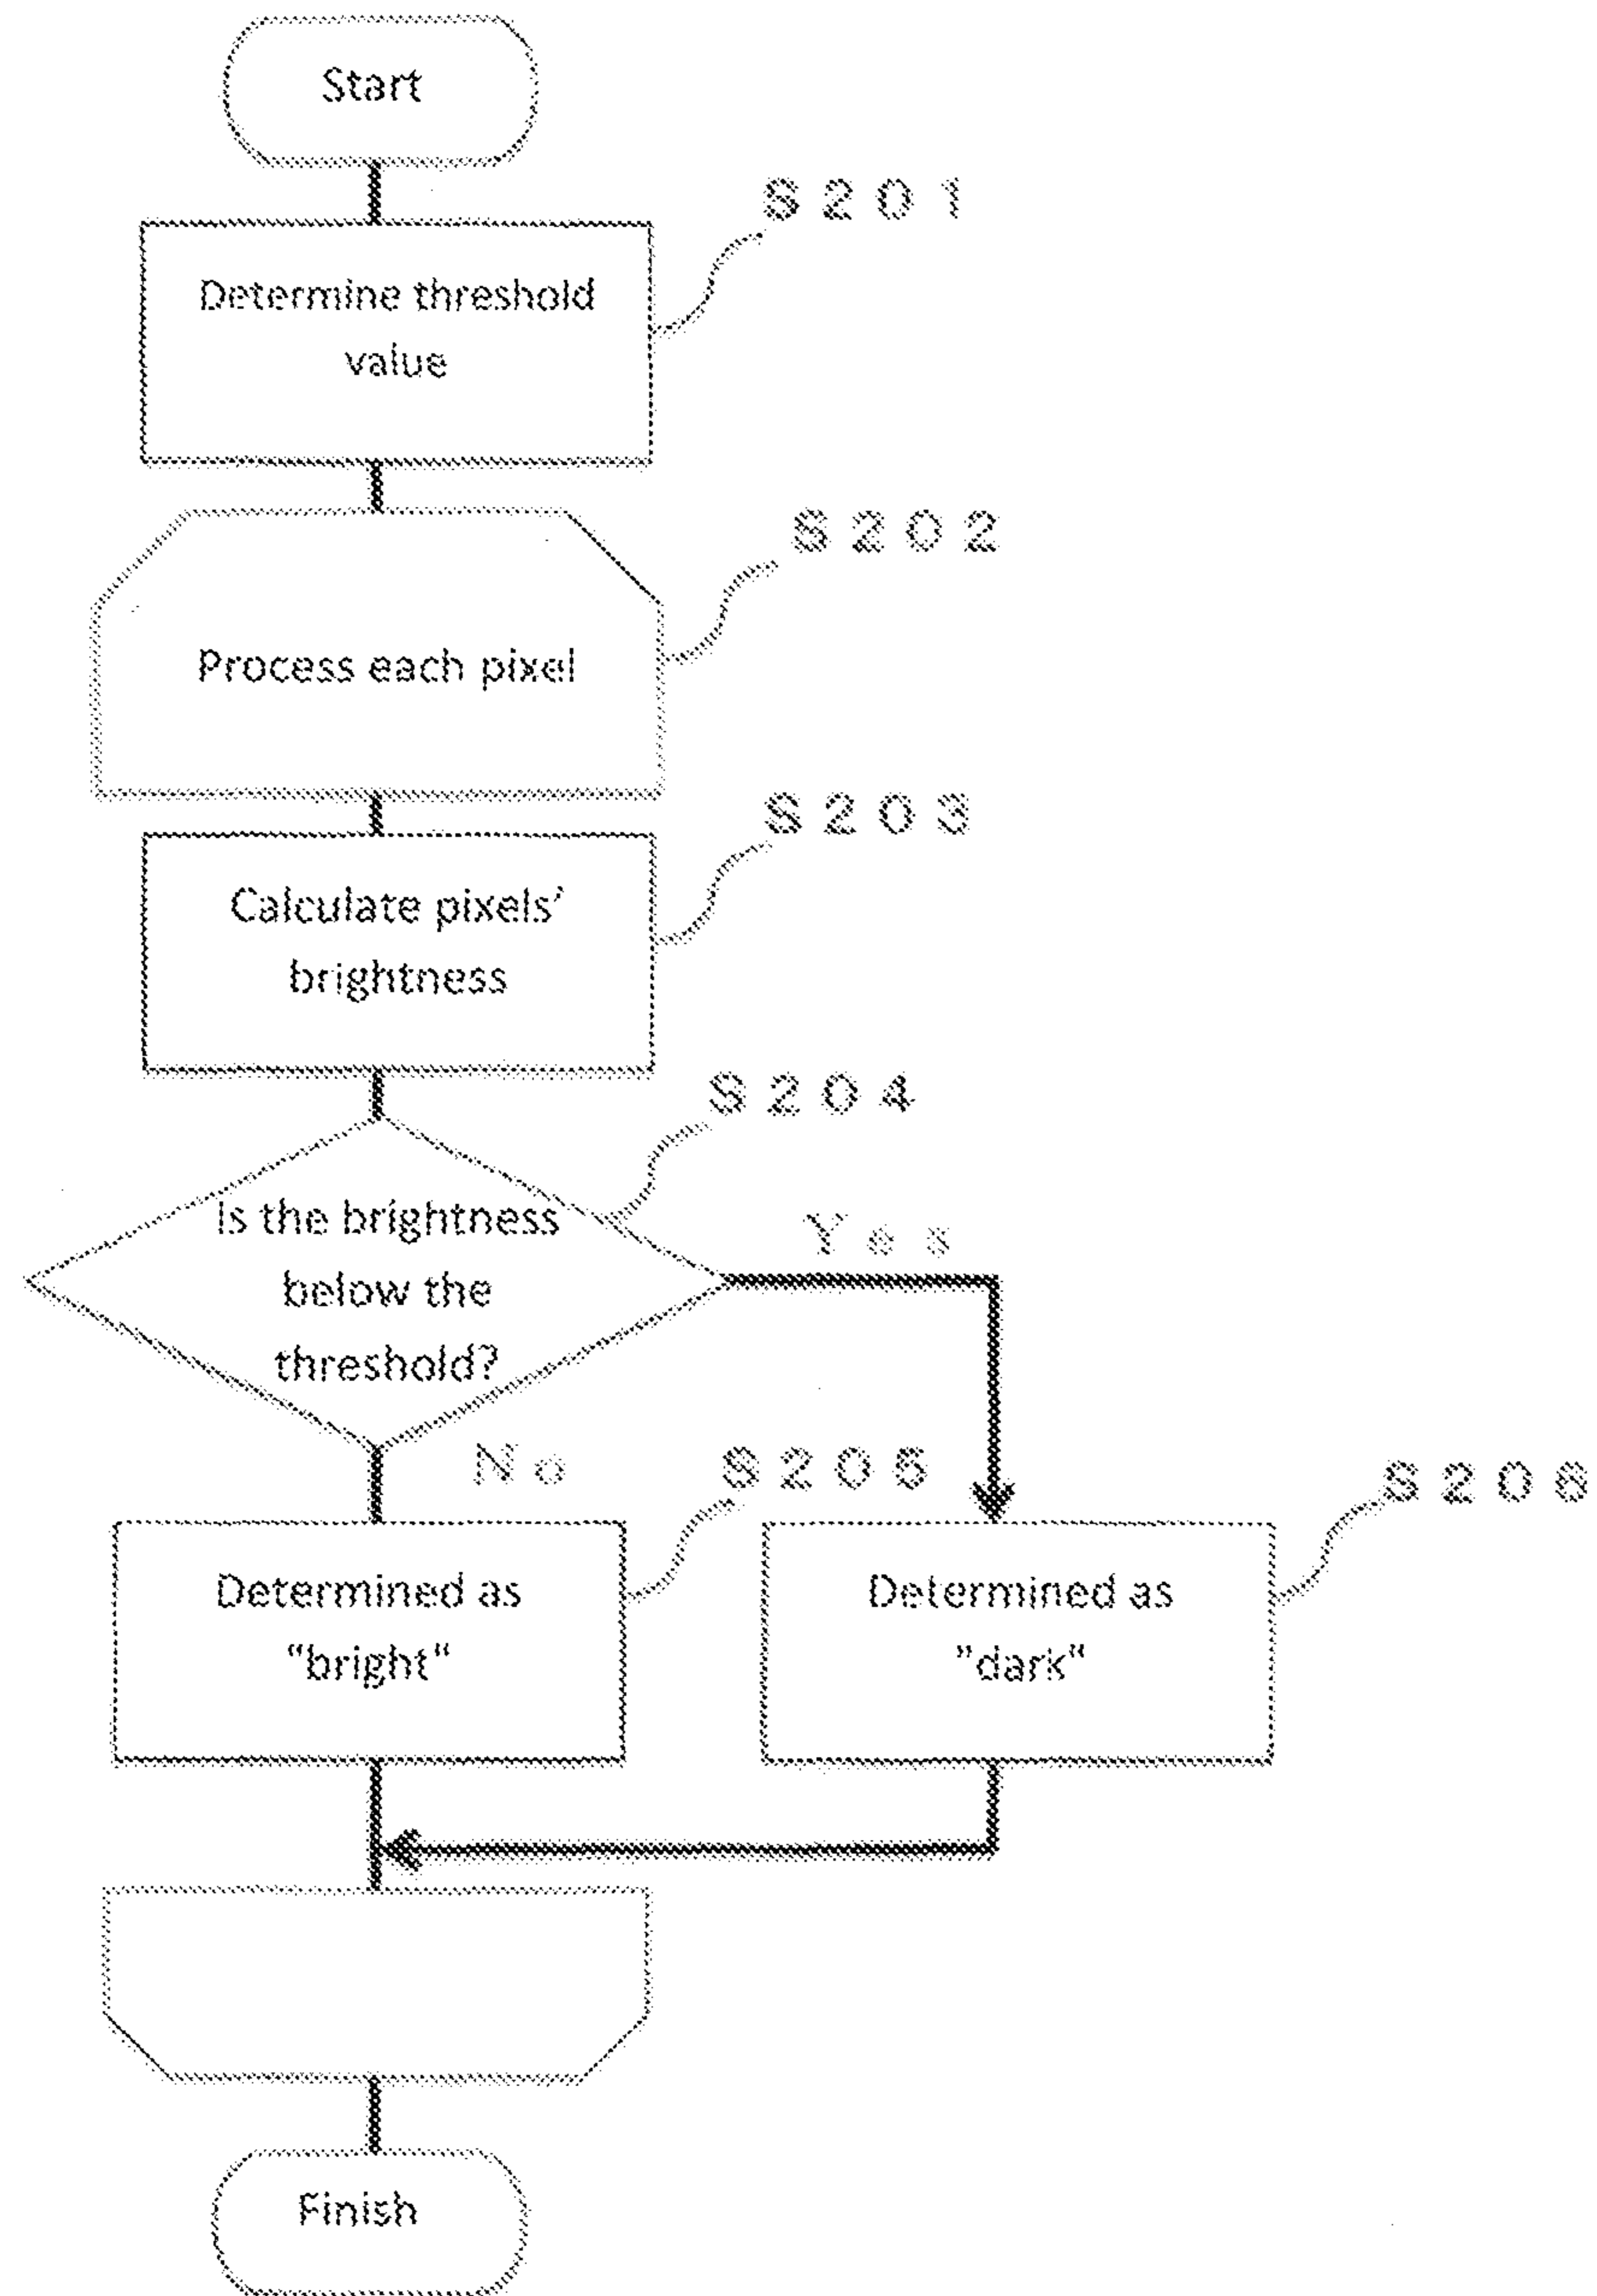 Start
S201
Determine threshold
value
S202
Process each pixel
S203
Calculate pixels’
brightness
S204
Is the brightness
below the
threshold?
Yes
No
S205
S206
Determined as
“bright“
Determined as
”dark“
Finish